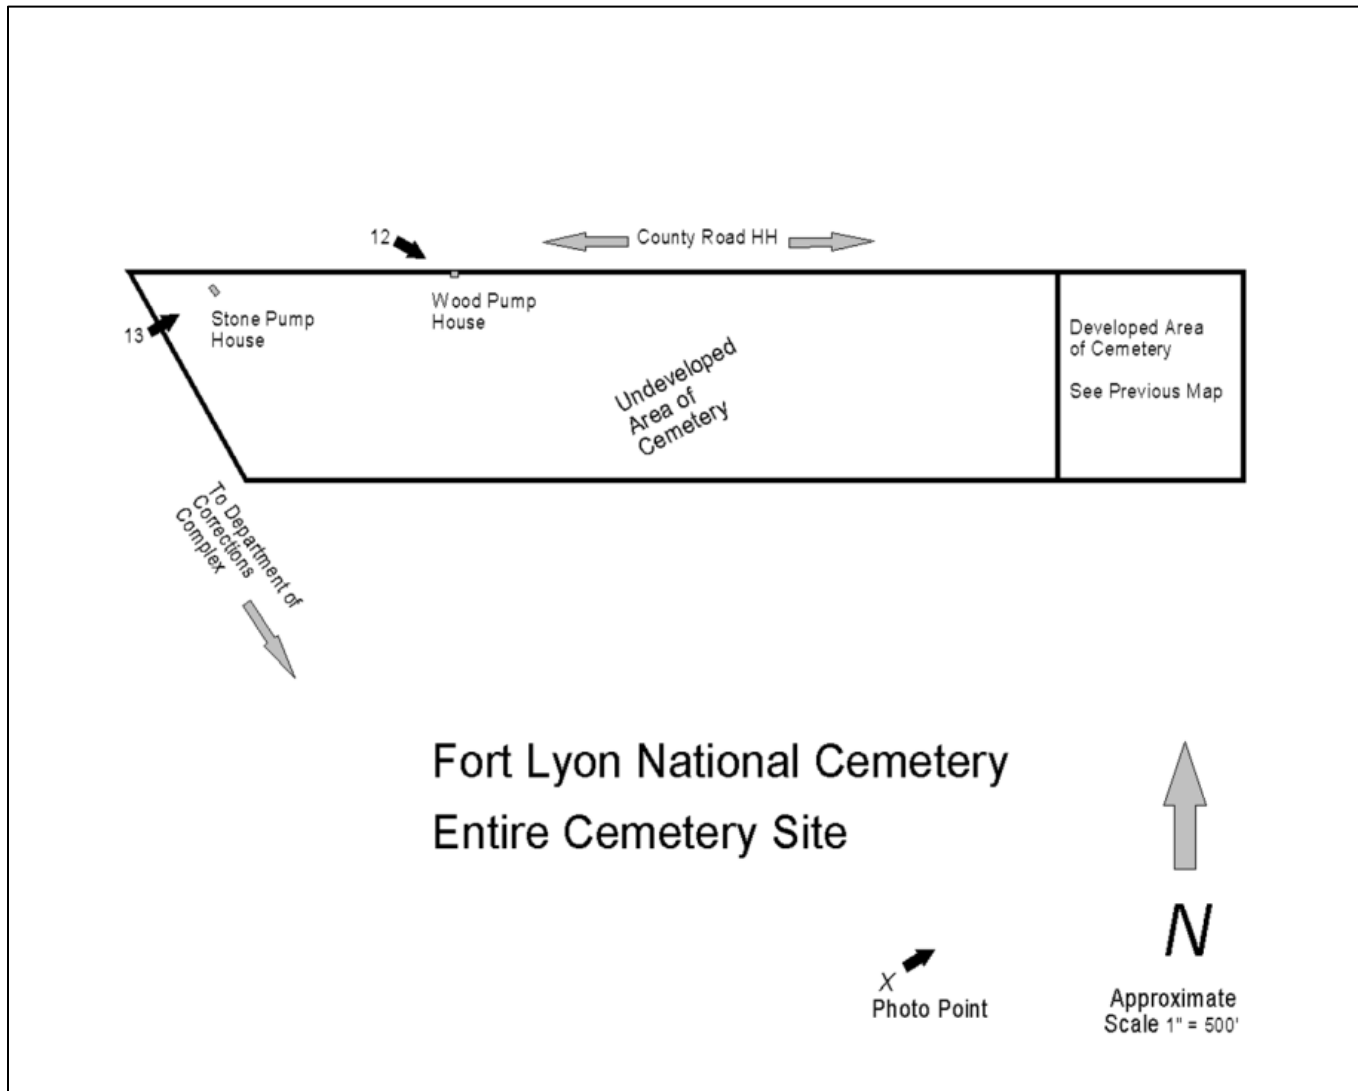 12
County Road HH
Wood Pump
House
Stone Pump
House
13
Undeveloped
Area of
Cemetery
Developed Area
of Cemetery
See Previous Map
To Department of
Corrections
Complex
Fort Lyon National Cemetery
Entire Cemetery Site
N
X
Photo Point
Approximate
Scale 1" = 500'